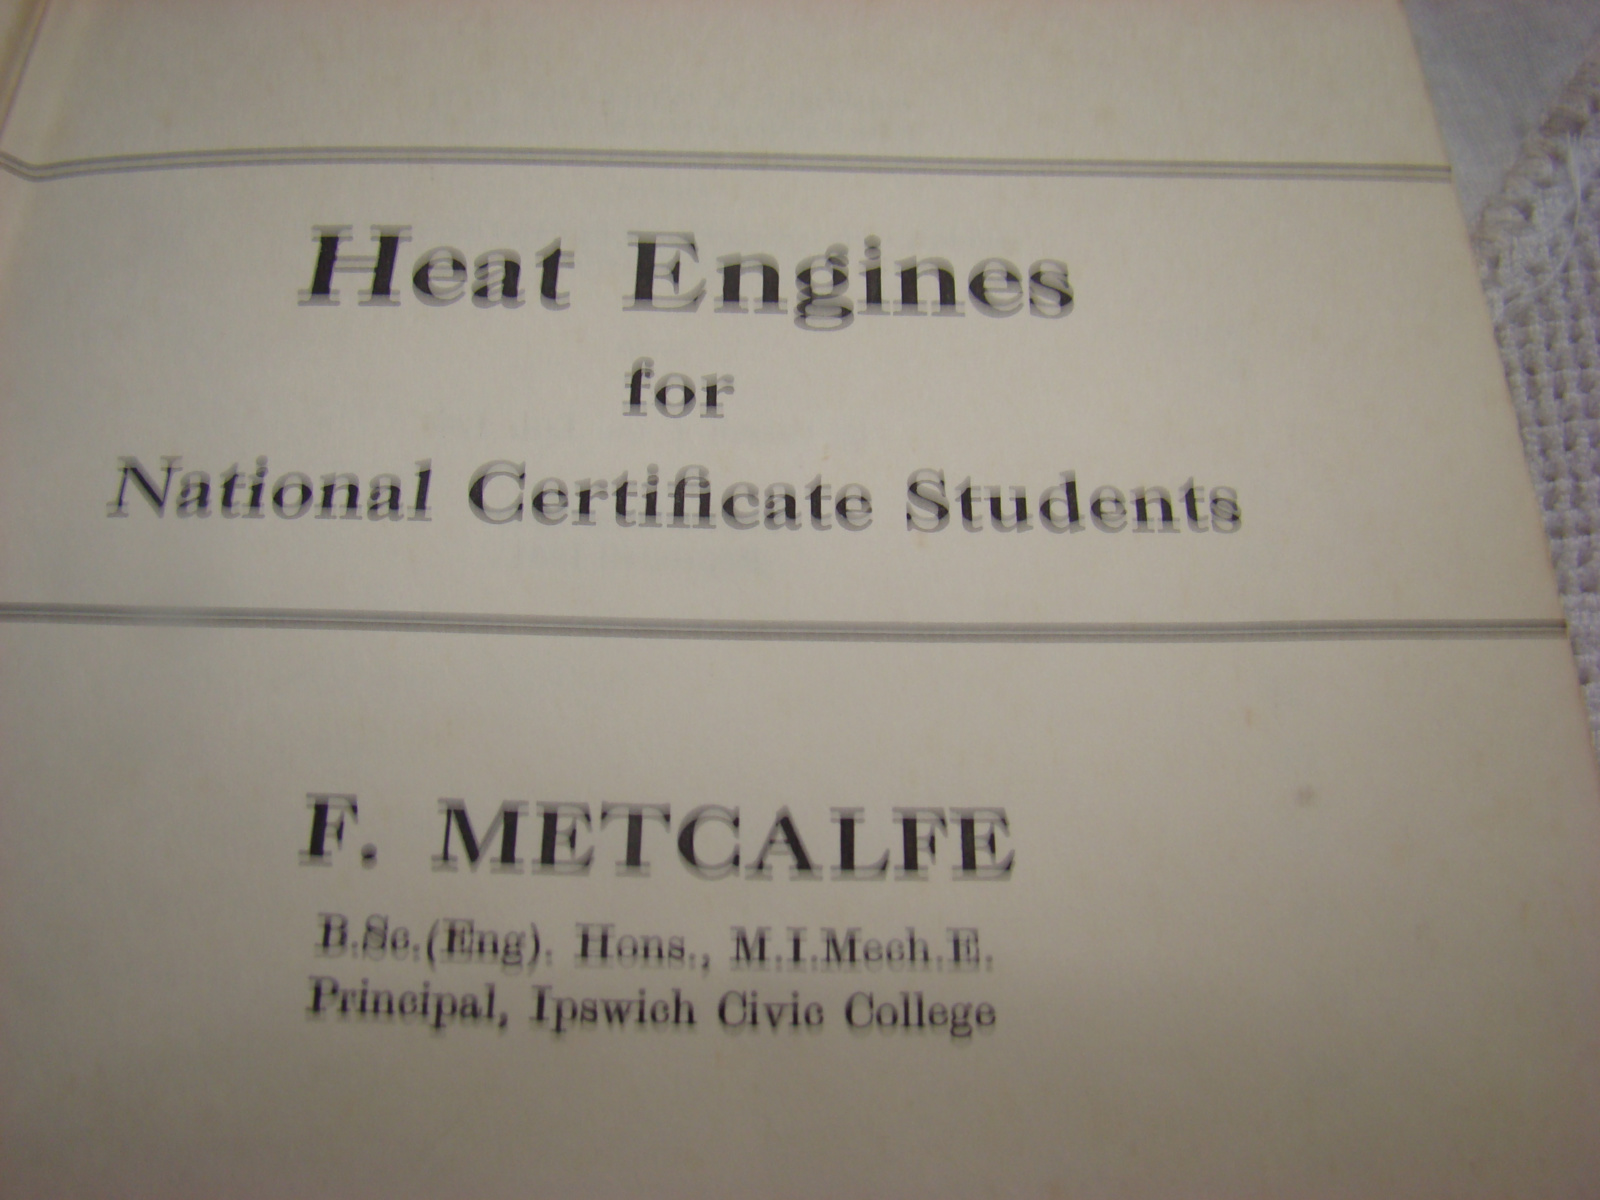 Heat Engines
for
National Certificate Students
F. METCALFE
B.Sc.(Eng). Hons., M.I.Mech.E.
Principal, Ipswich Civic College